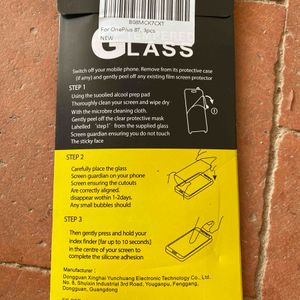 B08MCK7CXT
For OnePlus 8T, 3pcs
NEW
GLASS
Switch off your mobile phone. Remove from its protective case
(if any) and gently peel off any existing film screen protector
STEP 1
Using the supplied alcohol prep pad
Thoroughly clean your screen and wipe dry
With the microbre cleaning cloth.
Gently peel off the clear protective mask
Labelled 'step1' from the supplied glass
Screen guardian ensuring you do not touch
The sticky face
STEP 2
Carefully place the glass
Screen guardian on your phone
Screen ensuring the cutouts
Are correctly aligned.
disappear within 1-2days.
Any small bubbles should
STEP 3
Then gently press and hold your
index finder [far up to 10 seconds]
in the centre of your screen to
complete the silicone adhesion
Manufacturer :
Dongguan Xinghai Yunchuang Electronic Technology Co., Ltd.
No. 8, Shuixin Industrial 3rd Road, Youganpu, Fenggang,
Dongguan, Guangdong